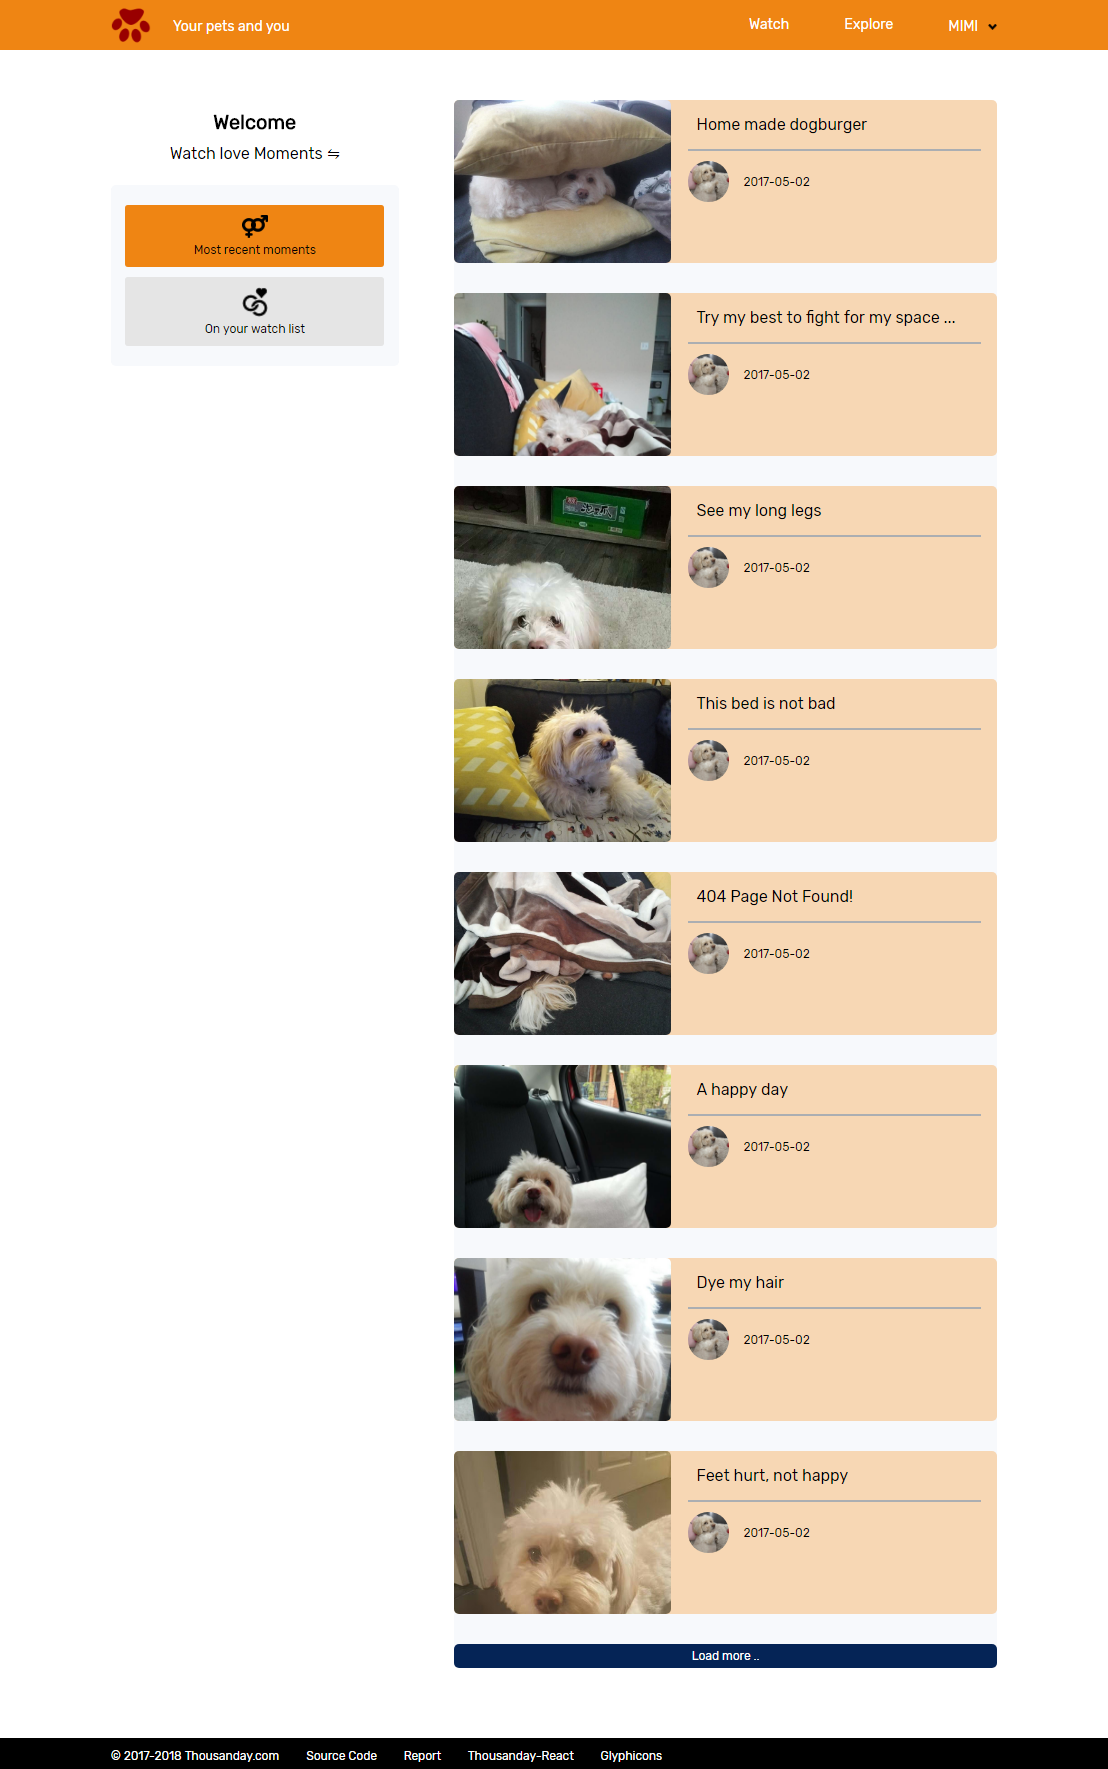 Your pets and you
Watch
Explore
MIMI
Welcome
Watch love Moments ⇋
Most recent moments
On your watch list
Home made dogburger
2017-05-02
Try my best to fight for my space ...
2017-05-02
See my long legs
2017-05-02
This bed is not bad
2017-05-02
404 Page Not Found!
2017-05-02
A happy day
2017-05-02
Dye my hair
2017-05-02
Feet hurt, not happy
2017-05-02
Load more ..
© 2017-2018 Thousanday.com
Source Code
Report
Thousanday-React
Glyphicons